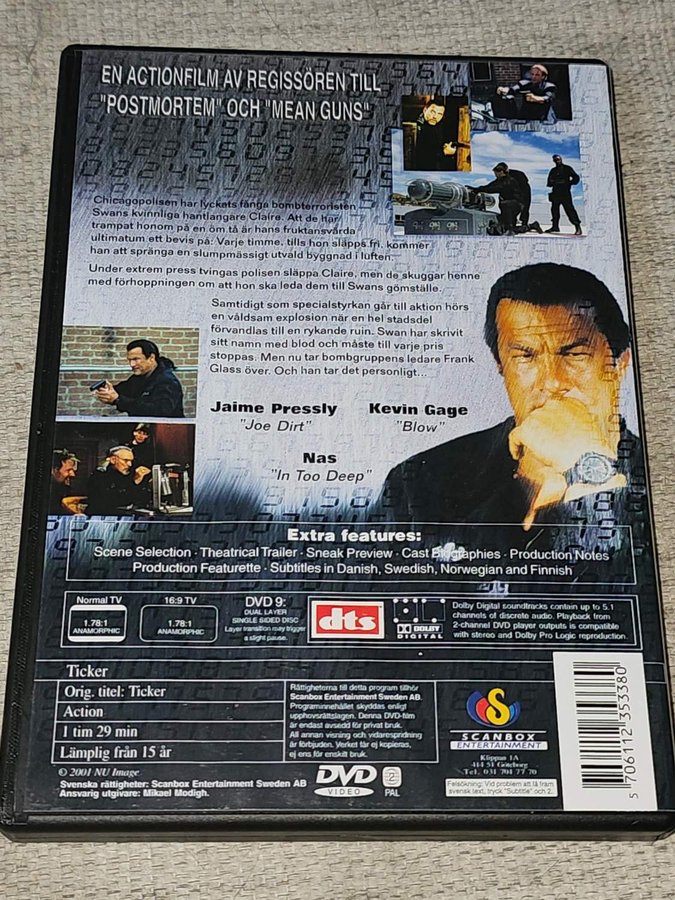 EN ACTIONFILM AV REGISSÖREN TILL
"POSTMORTEM" OCH "MEAN GUNS"
Chicagopolisen har lyckats fånga bombterroristen
Swans kvinnliga hantlangare Claire. Att de har
trampat honom på en öm tå är hans fruktansvärda
ultimatum ett bevis på: Varje timme, tills hon släpps fri, kommer
han att spränga en slumpmässigt utvald byggnad i luften.
Under extrem press tvingas polisen släppa Claire, men de skuggar henne
med förhoppningen om att hon ska leda dem till Swans gömställe.
Samtidigt som specialstyrkan går till aktion hörs
en våldsam explosion när en hel stadsdel
förvandlas till en rykande ruin. Swan har skrivit
sitt namn med blod och måste till varje pris
stoppas. Men nu tar bombgruppens ledare Frank
Glass över. Och han tar det personligt...
Jaime Pressly Kevin Gage
"Joe Dirt" "Blow"
Nas
"In Too Deep"
Extra features:
Scene Selection · Theatrical Trailer · Sneak Preview · Cast Biographies · Production Notes
Production Featurette · Subtitles in Danish, Swedish, Norwegian and Finnish
Normal TV
1.78:1
ANAMORPHIC
16:9 TV
1.78:1
ANAMORPHIC
DVD 9:
DUAL LAYER
SINGLE SIDED DISC
Layer transition may trigger
a slight pause.
dts
DOLBY
DIGITAL
Dolby Digital soundtracks contain up to 5.1
channels of discrete audio. Playback from
2-channel DVD player outputs is compatible
with stereo and Dolby Pro Logic reproduction.
Ticker
Orig. titel: Ticker
Action
1 tim 29 min
Lämplig från 15 år
© 2001 NU Image.
Svenska rättigheter: Scanbox Entertainment Sweden AB
Ansvarig utgivare: Mikael Modigh.
Rättigheterna till detta program tillhör
Scanbox Entertainment Sweden AB.
Programinnehållet skyddas enligt
upphovsrättslagen. Denna DVD-film
är endast avsedd för privat bruk.
All annan visning och vidarespridning
är förbjuden. Verket får ej kopieras,
ej ens för enskilt bruk.
DVD
VIDEO
2
PAL
S
SCANBOX
ENTERTAINMENT
Klippan 1A
414 51 Göteborg
Tel. 031 704 77 70
Felsökning: Vid problem att få fram
svensk text, tryck "Subtitle" och 2.
5 706112 353380